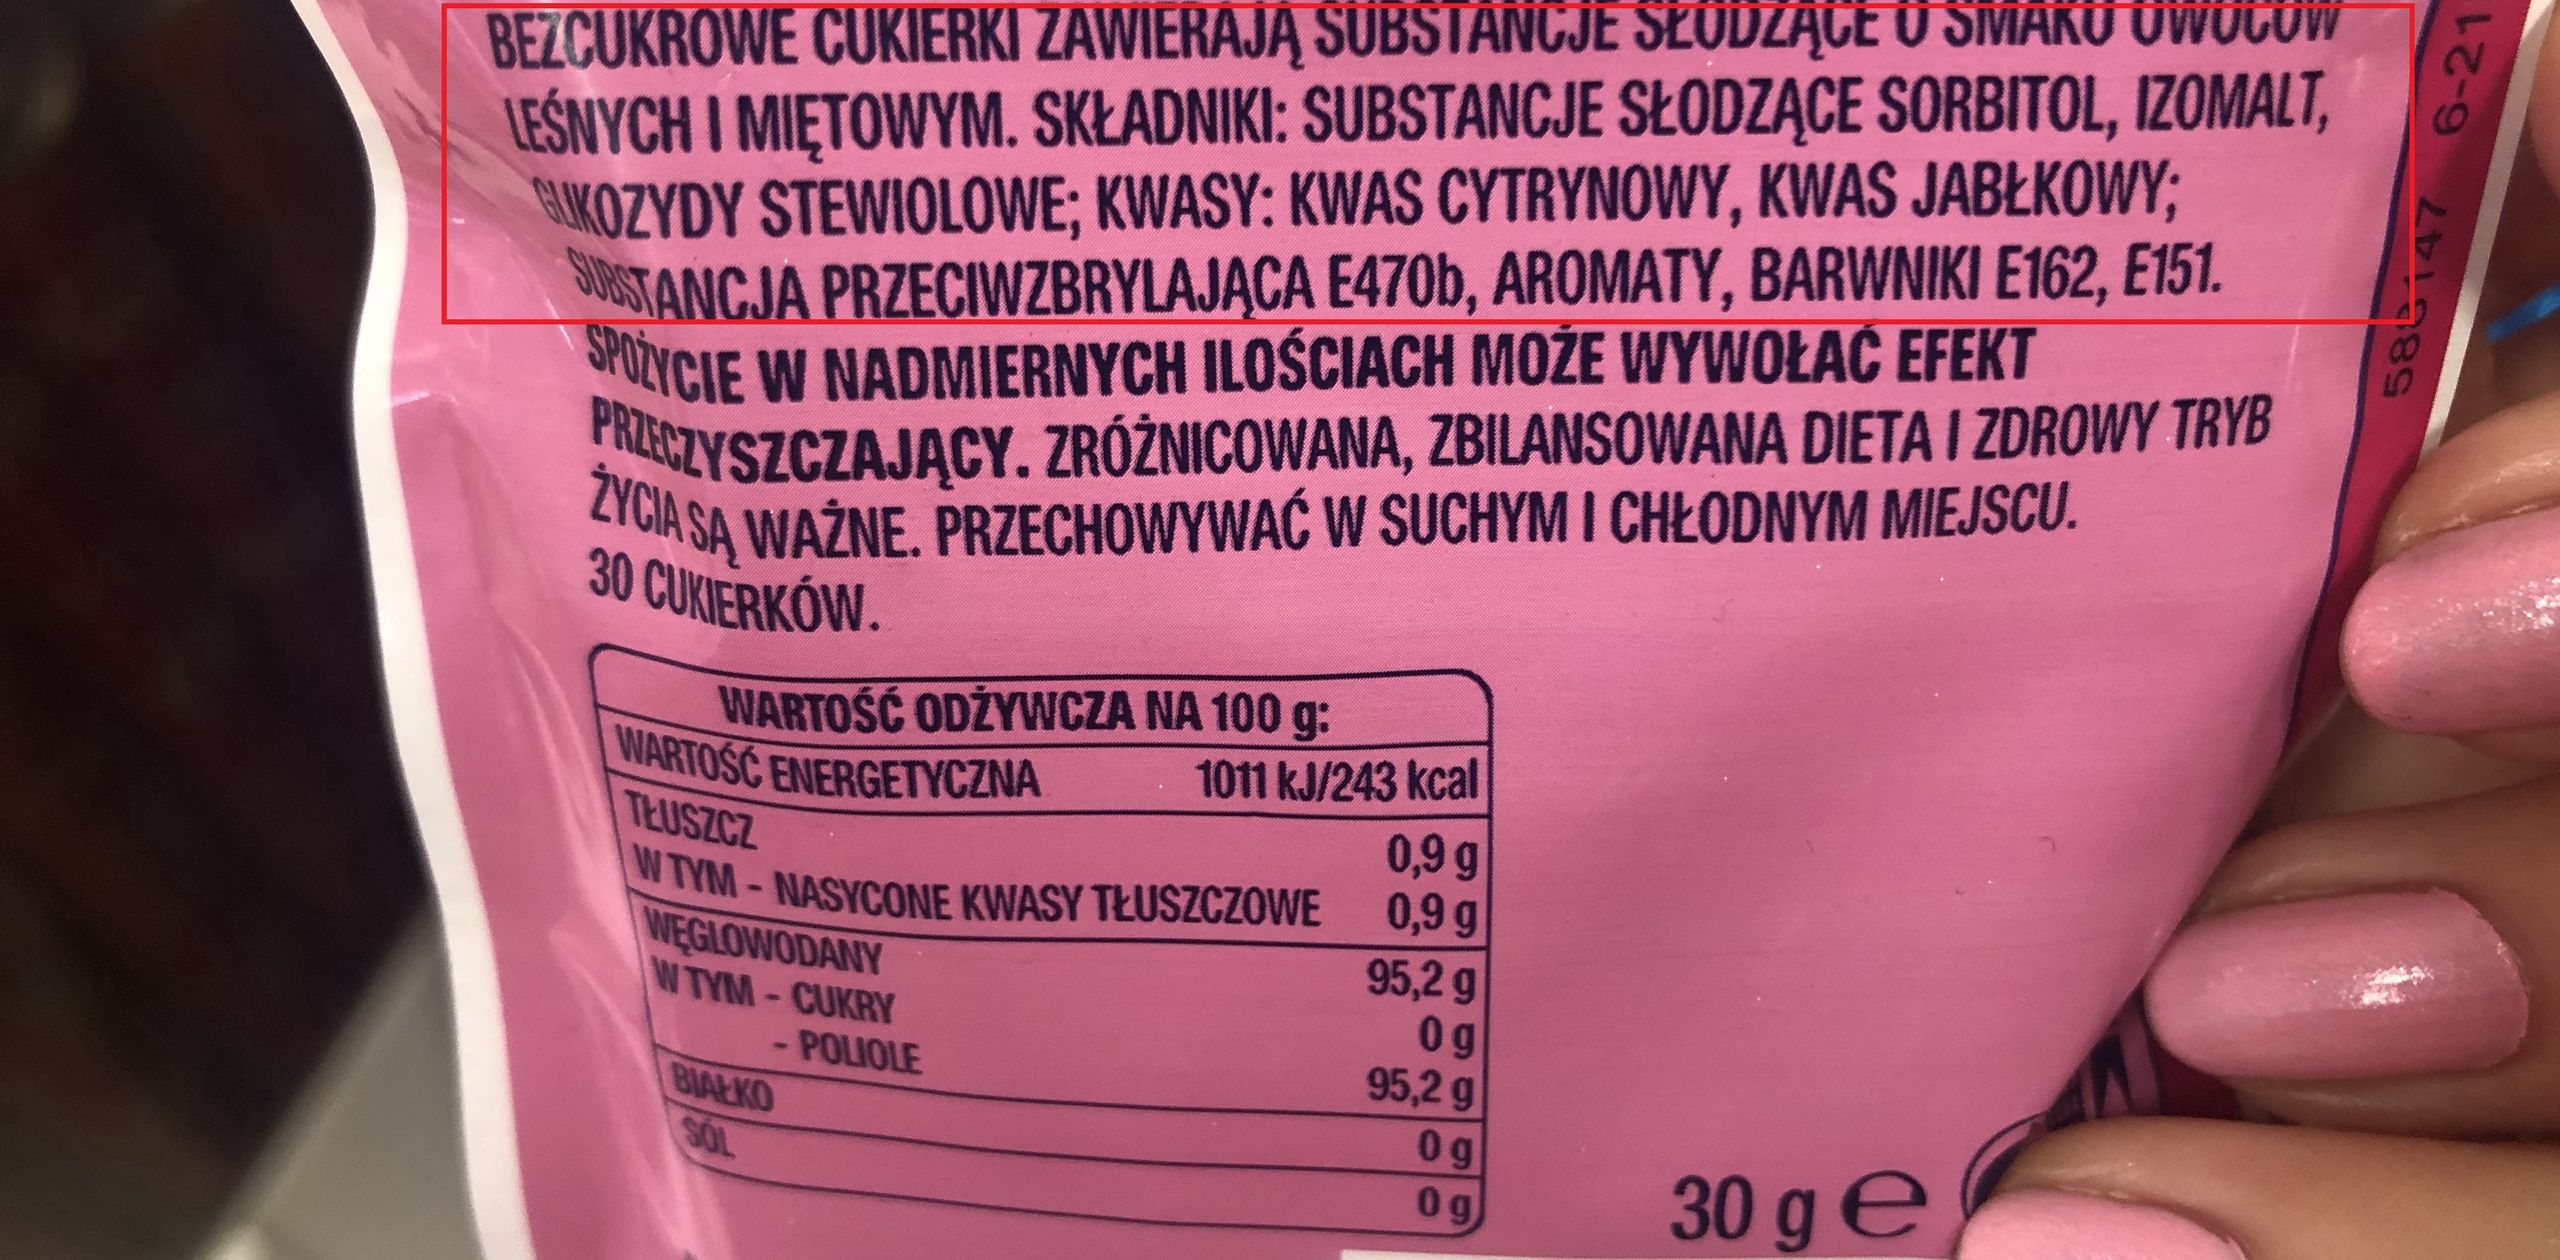 BEZCUKROWE CUKIERKI ZAWIERAJĄ SUBSTANCJE SŁODZĄCE O SMAKU OWOCÓW
LEŚNYCH I MIĘTOWYM. SKŁADNIKI: SUBSTANCJE SŁODZĄCE SORBITOL, IZOMALT,
GLIKOZYDY STEWIOLOWE; KWASY: KWAS CYTRYNOWY, KWAS JABŁKOWY;
SUBSTANCJA PRZECIWZBRYLAJĄCA E470b, AROMATY, BARWNIKI E162, E151.
SPOŻYCIE W NADMIERNYCH ILOŚCIACH MOŻE WYWOŁAĆ EFEKT
PRZECZYSZCZAJĄCY. ZRÓŻNICOWANA, ZBILANSOWANA DIETA I ZDROWY TRYB
ŻYCIA SĄ WAŻNE. PRZECHOWYWAĆ W SUCHYM I CHŁODNYM MIEJSCU.
30 CUKIERKÓW.
WARTOŚĆ ODŻYWCZA NA 100 g:
WARTOŚĆ ENERGETYCZNA 1011 kJ/243 kcal
TŁUSZCZ 0,9 g
W TYM - NASYCONE KWASY TŁUSZCZOWE 0,9 g
WĘGLOWODANY 95,2 g
W TYM - CUKRY 0 g
- POLIOLE 95,2 g
BIAŁKO 0 g
SÓL 0 g
30 g e